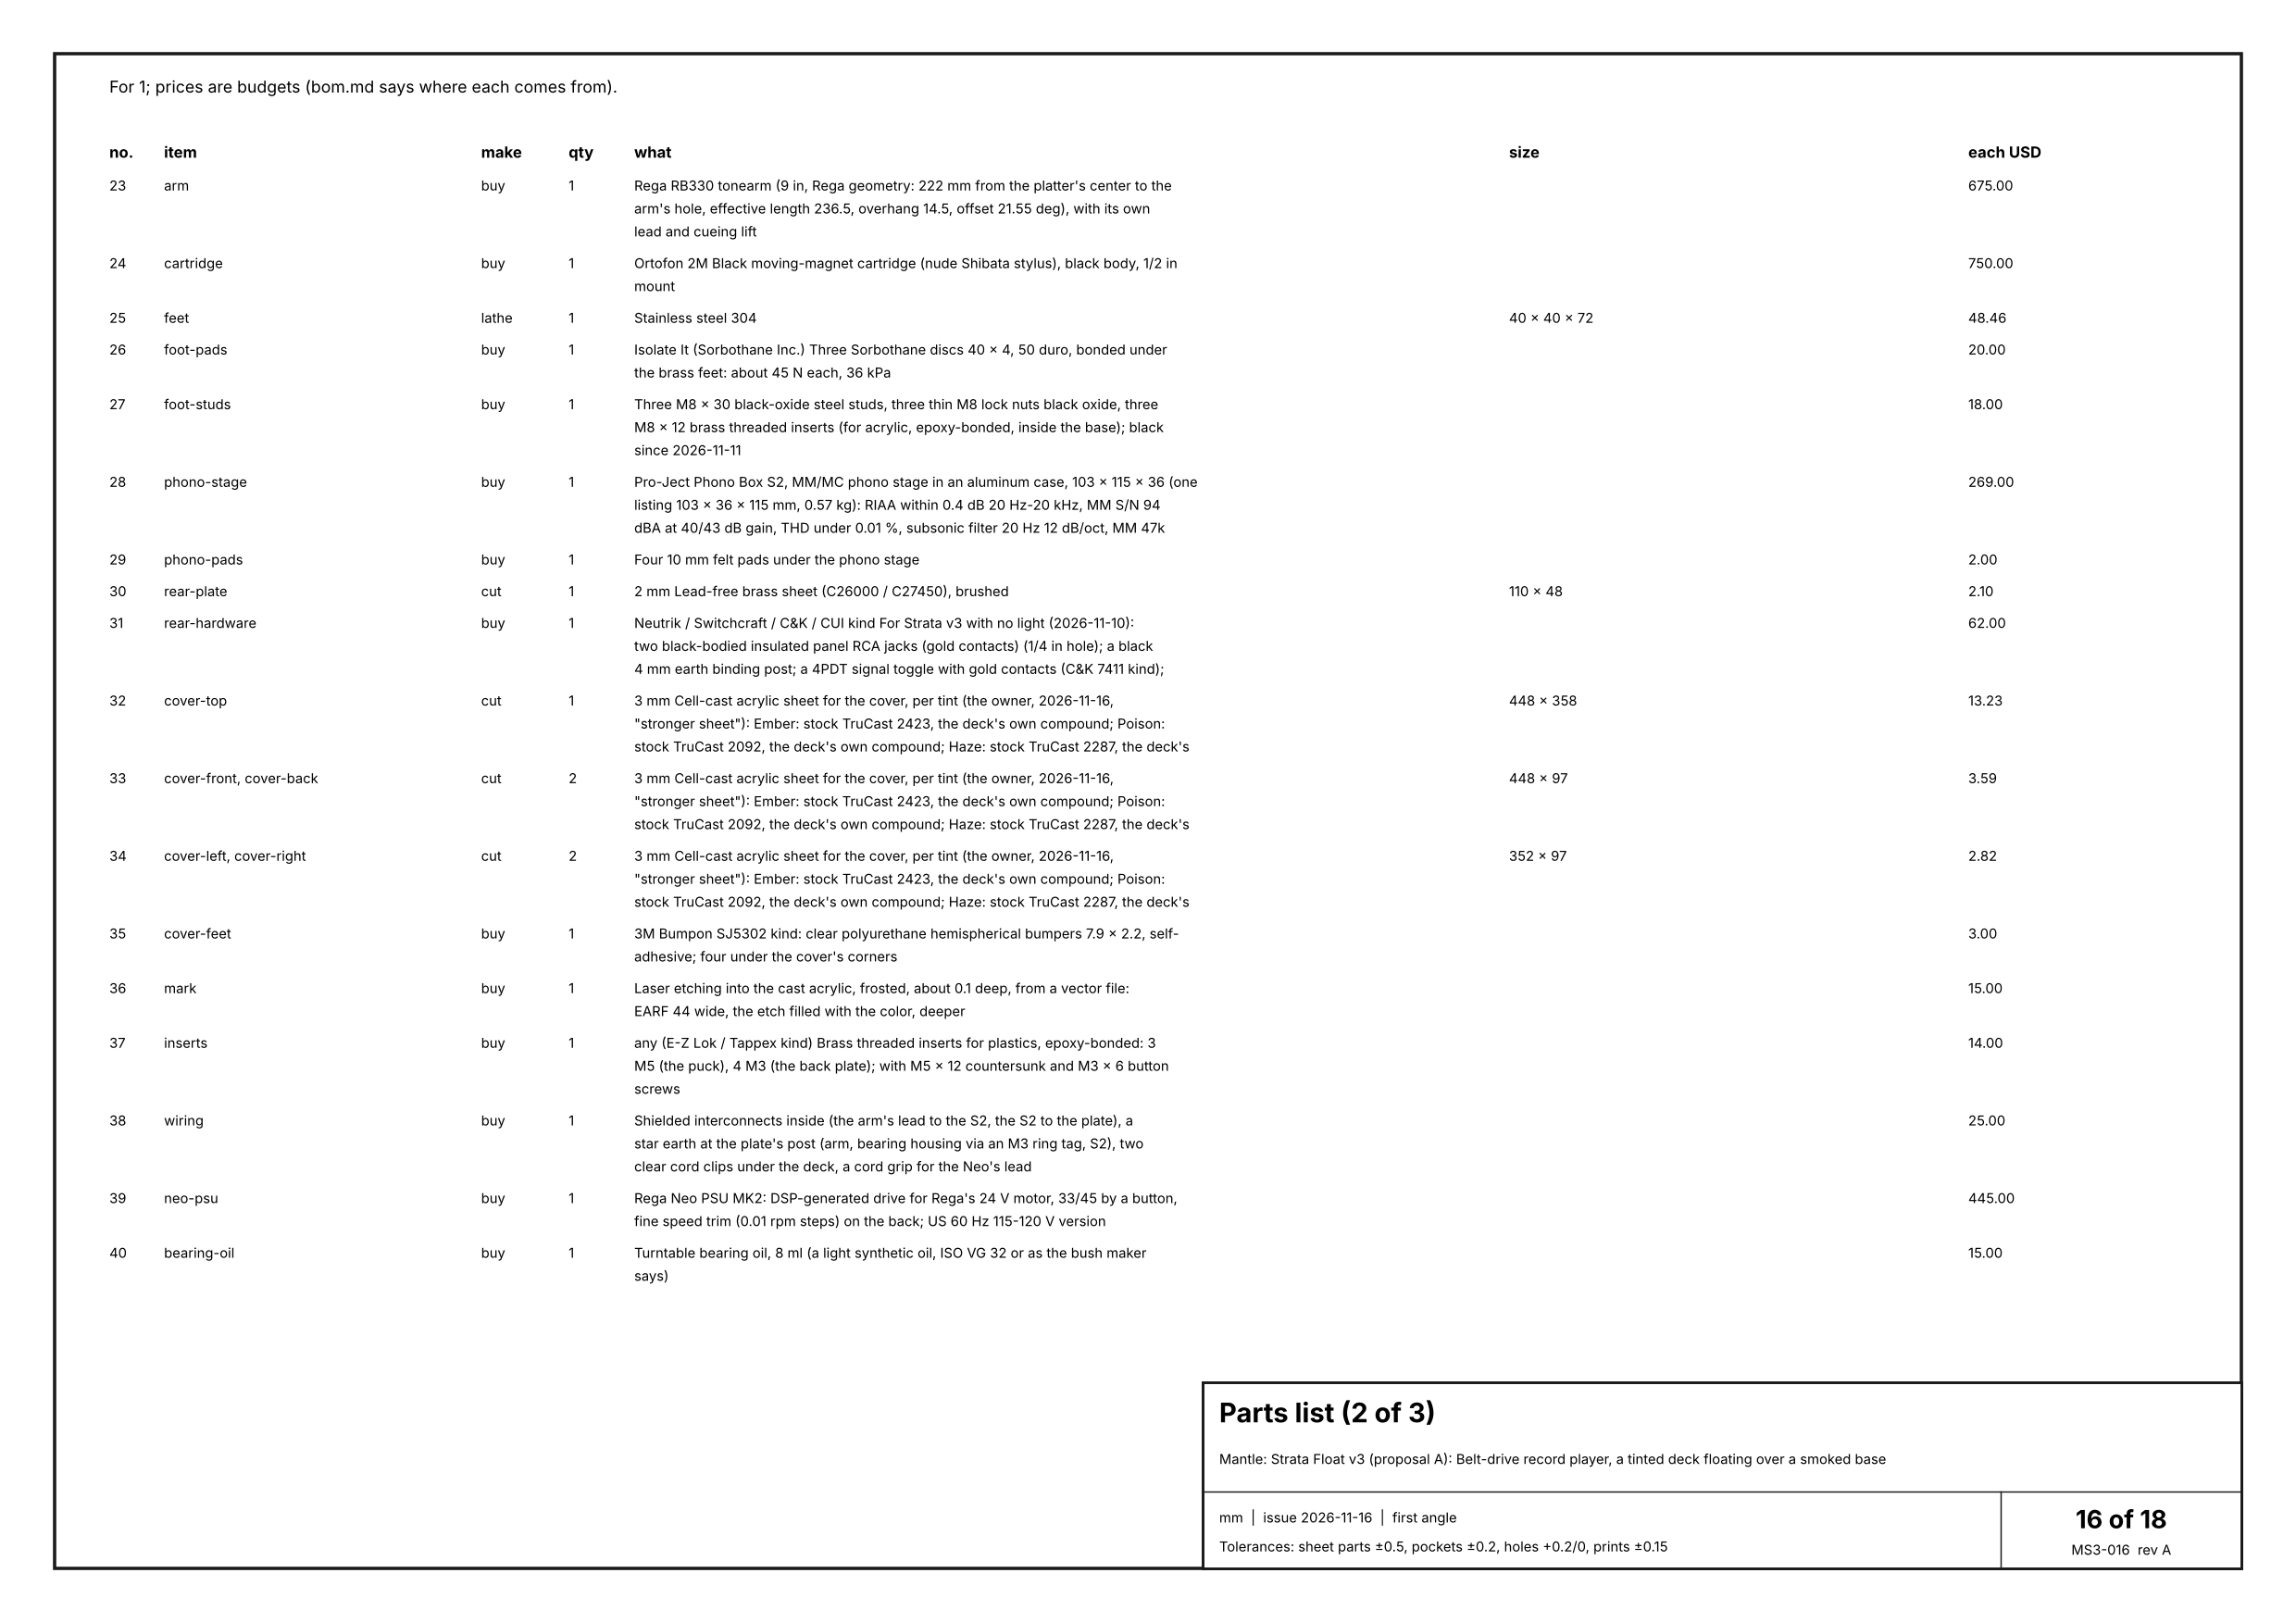 For 1; prices are budgets (bom.md says where each comes from).
no. item make qty what size each USD
23 arm buy 1 Rega RB330 tonearm (9 in, Rega geometry: 222 mm from the platter's center to the 675.00
arm's hole, effective length 236.5, overhang 14.5, offset 21.55 deg), with its own
lead and cueing lift
24 cartridge buy 1 Ortofon 2M Black moving-magnet cartridge (nude Shibata stylus), black body, 1/2 in 750.00
mount
25 feet lathe 1 Stainless steel 304 40 × 40 × 72 48.46
26 foot-pads buy 1 Isolate It (Sorbothane Inc.) Three Sorbothane discs 40 × 4, 50 duro, bonded under 20.00
the brass feet: about 45 N each, 36 kPa
27 foot-studs buy 1 Three M8 × 30 black-oxide steel studs, three thin M8 lock nuts black oxide, three 18.00
M8 × 12 brass threaded inserts (for acrylic, epoxy-bonded, inside the base); black
since 2026-11-11
28 phono-stage buy 1 Pro-Ject Phono Box S2, MM/MC phono stage in an aluminum case, 103 × 115 × 36 (one 269.00
listing 103 × 36 × 115 mm, 0.57 kg): RIAA within 0.4 dB 20 Hz-20 kHz, MM S/N 94
dBA at 40/43 dB gain, THD under 0.01 %, subsonic filter 20 Hz 12 dB/oct, MM 47k
29 phono-pads buy 1 Four 10 mm felt pads under the phono stage 2.00
30 rear-plate cut 1 2 mm Lead-free brass sheet (C26000 / C27450), brushed 110 × 48 2.10
31 rear-hardware buy 1 Neutrik / Switchcraft / C&K / CUI kind For Strata v3 with no light (2026-11-10): 62.00
two black-bodied insulated panel RCA jacks (gold contacts) (1/4 in hole); a black
4 mm earth binding post; a 4PDT signal toggle with gold contacts (C&K 7411 kind);
32 cover-top cut 1 3 mm Cell-cast acrylic sheet for the cover, per tint (the owner, 2026-11-16, 448 × 358 13.23
"stronger sheet"): Ember: stock TruCast 2423, the deck's own compound; Poison:
stock TruCast 2092, the deck's own compound; Haze: stock TruCast 2287, the deck's
33 cover-front, cover-back cut 2 3 mm Cell-cast acrylic sheet for the cover, per tint (the owner, 2026-11-16, 448 × 97 3.59
"stronger sheet"): Ember: stock TruCast 2423, the deck's own compound; Poison:
stock TruCast 2092, the deck's own compound; Haze: stock TruCast 2287, the deck's
34 cover-left, cover-right cut 2 3 mm Cell-cast acrylic sheet for the cover, per tint (the owner, 2026-11-16, 352 × 97 2.82
"stronger sheet"): Ember: stock TruCast 2423, the deck's own compound; Poison:
stock TruCast 2092, the deck's own compound; Haze: stock TruCast 2287, the deck's
35 cover-feet buy 1 3M Bumpon SJ5302 kind: clear polyurethane hemispherical bumpers 7.9 × 2.2, self- 3.00
adhesive; four under the cover's corners
36 mark buy 1 Laser etching into the cast acrylic, frosted, about 0.1 deep, from a vector file: 15.00
EARF 44 wide, the etch filled with the color, deeper
37 inserts buy 1 any (E-Z Lok / Tappex kind) Brass threaded inserts for plastics, epoxy-bonded: 3 14.00
M5 (the puck), 4 M3 (the back plate); with M5 × 12 countersunk and M3 × 6 button
screws
38 wiring buy 1 Shielded interconnects inside (the arm's lead to the S2, the S2 to the plate), a 25.00
star earth at the plate's post (arm, bearing housing via an M3 ring tag, S2), two
clear cord clips under the deck, a cord grip for the Neo's lead
39 neo-psu buy 1 Rega Neo PSU MK2: DSP-generated drive for Rega's 24 V motor, 33/45 by a button, 445.00
fine speed trim (0.01 rpm steps) on the back; US 60 Hz 115-120 V version
40 bearing-oil buy 1 Turntable bearing oil, 8 ml (a light synthetic oil, ISO VG 32 or as the bush maker 15.00
says)
Parts list (2 of 3)
Mantle: Strata Float v3 (proposal A): Belt-drive record player, a tinted deck floating over a smoked base
mm | issue 2026-11-16 | first angle
Tolerances: sheet parts ±0.5, pockets ±0.2, holes +0.2/0, prints ±0.15
16 of 18
MS3-016 rev A